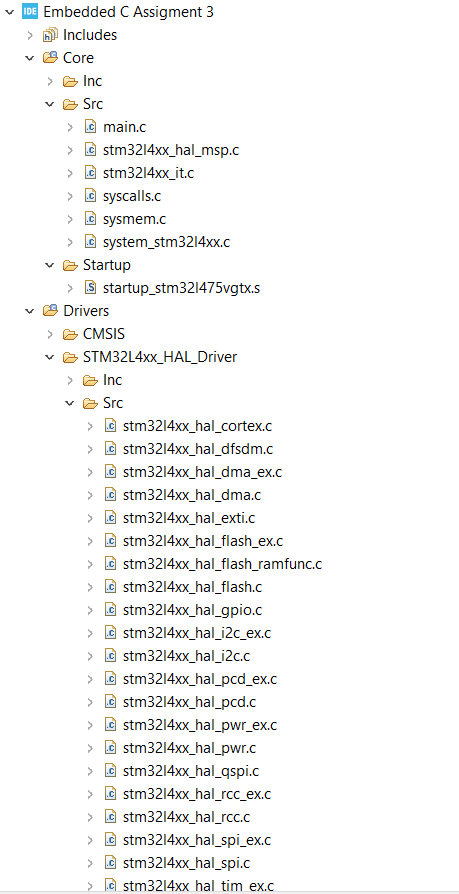 IDE Embedded C Assigment 3
Includes
Core
Inc
Src
main.c
stm32l4xx_hal_msp.c
stm32l4xx_it.c
syscalls.c
sysmem.c
system_stm32l4xx.c
Startup
startup_stm32l475vgtx.s
Drivers
CMSIS
STM32L4xx_HAL_Driver
Inc
Src
stm32l4xx_hal_cortex.c
stm32l4xx_hal_dfsdm.c
stm32l4xx_hal_dma_ex.c
stm32l4xx_hal_dma.c
stm32l4xx_hal_exti.c
stm32l4xx_hal_flash_ex.c
stm32l4xx_hal_flash_ramfunc.c
stm32l4xx_hal_flash.c
stm32l4xx_hal_gpio.c
stm32l4xx_hal_i2c_ex.c
stm32l4xx_hal_i2c.c
stm32l4xx_hal_pcd_ex.c
stm32l4xx_hal_pcd.c
stm32l4xx_hal_pwr_ex.c
stm32l4xx_hal_pwr.c
stm32l4xx_hal_qspi.c
stm32l4xx_hal_rcc_ex.c
stm32l4xx_hal_rcc.c
stm32l4xx_hal_spi_ex.c
stm32l4xx_hal_spi.c
stm32l4xx_hal_tim_ex.c